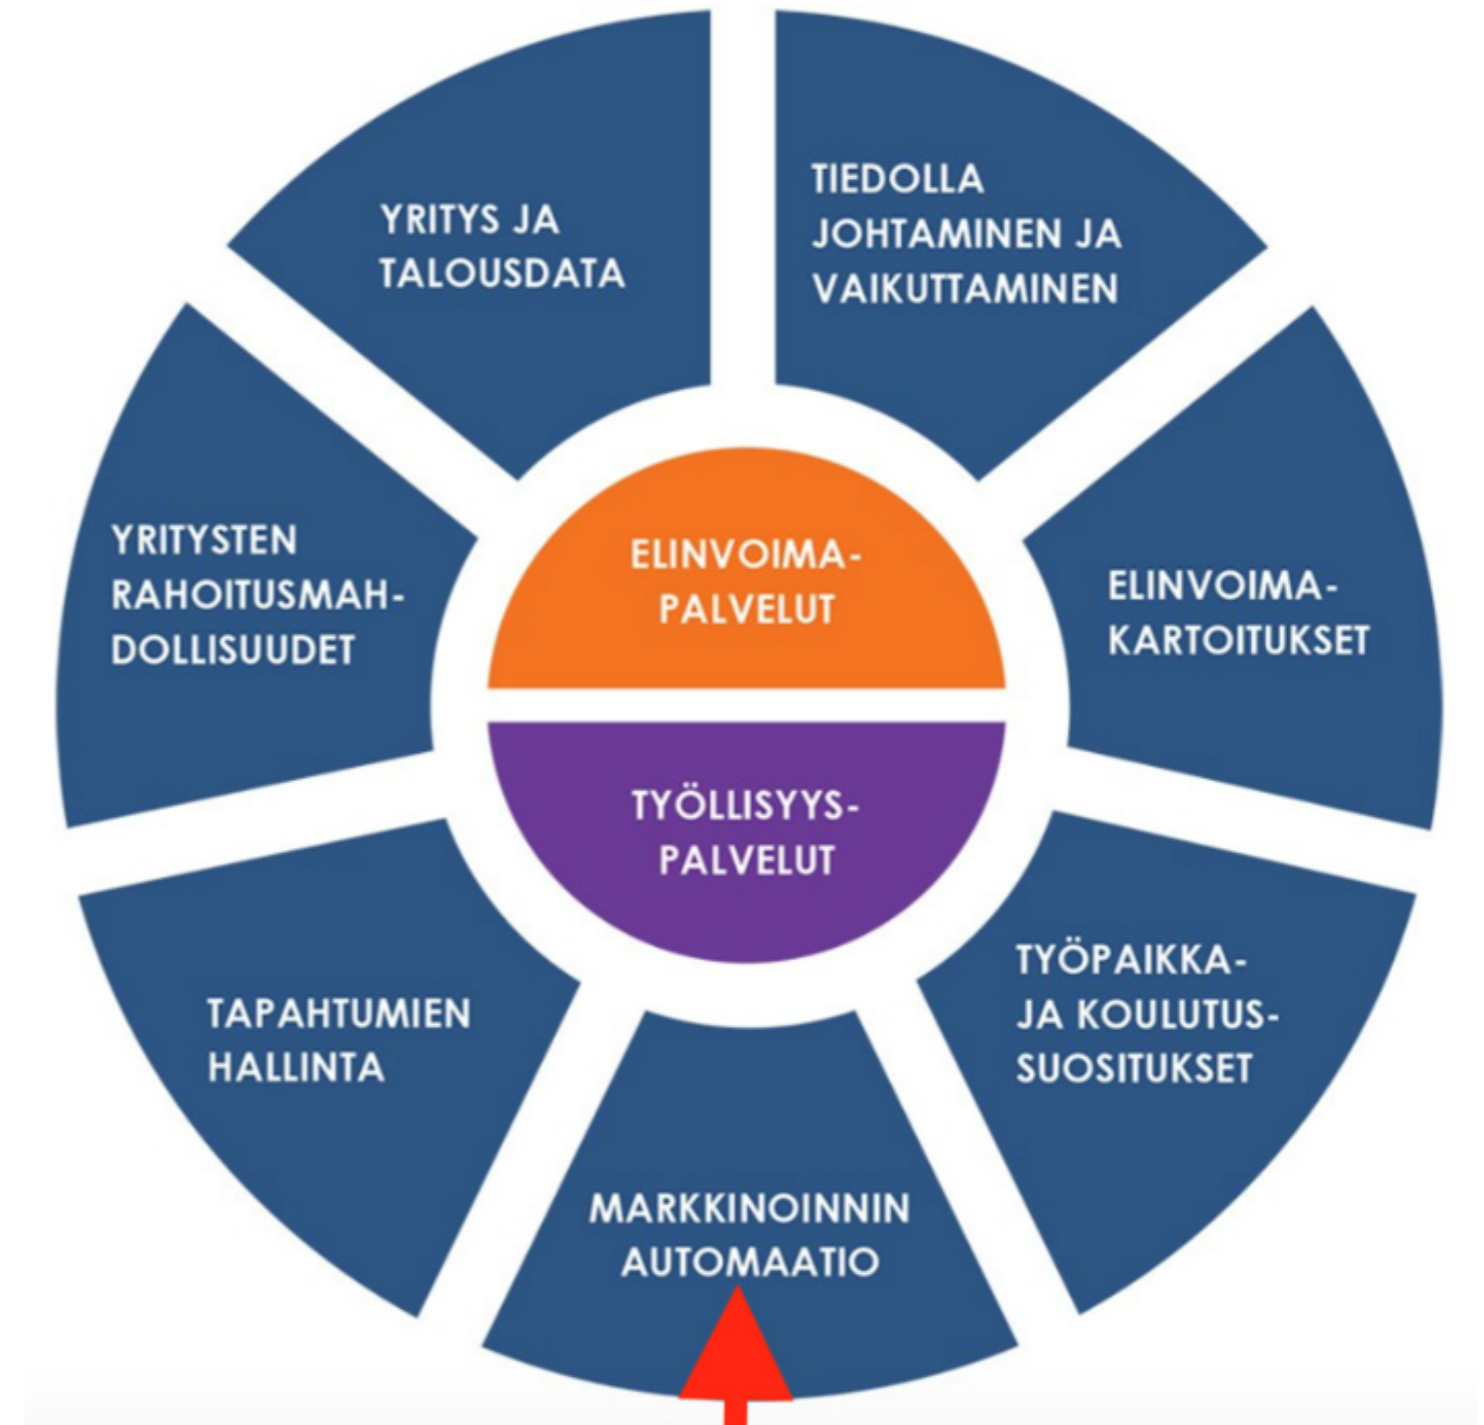 YRITYS JA
TALOUSDATA
TIEDOLLA
JOHTAMINEN JA
VAIKUTTAMINEN
YRITYSTEN
RAHOITUSMAH-
DOLLISUUDET
ELINVOIMA-
PALVELUT
ELINVOIMA-
KARTOITUKSET
TYÖLLISYYS-
PALVELUT
TAPAHTUMIEN
HALLINTA
TYÖPAIKKA-
JA KOULUTUS-
SUOSITUKSET
MARKKINOINNIN
AUTOMAATIO